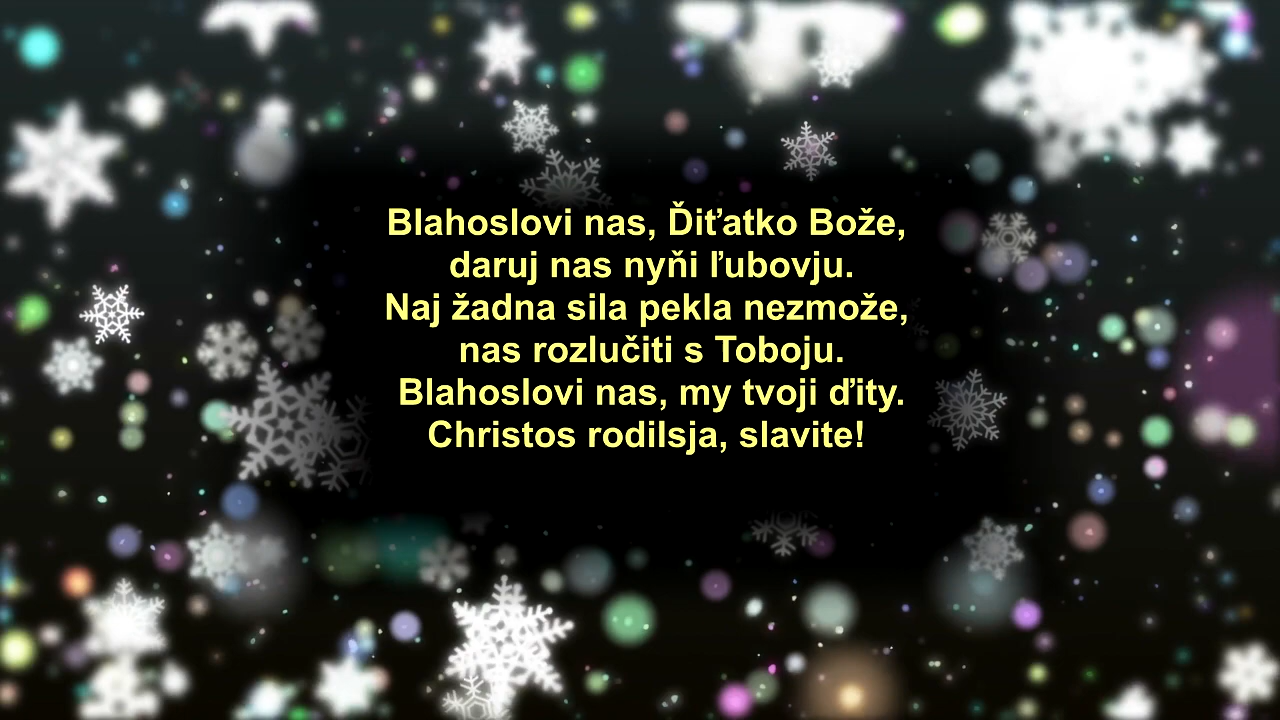 Blahoslovi nas, Ďiťatko Bože,
daruj nas nyňi ľubovju.
Naj žadna sila pekla nezmože,
nas rozlučiti s Toboju.
Blahoslovi nas, my tvoji ďity.
Christos rodilsja, slavite!